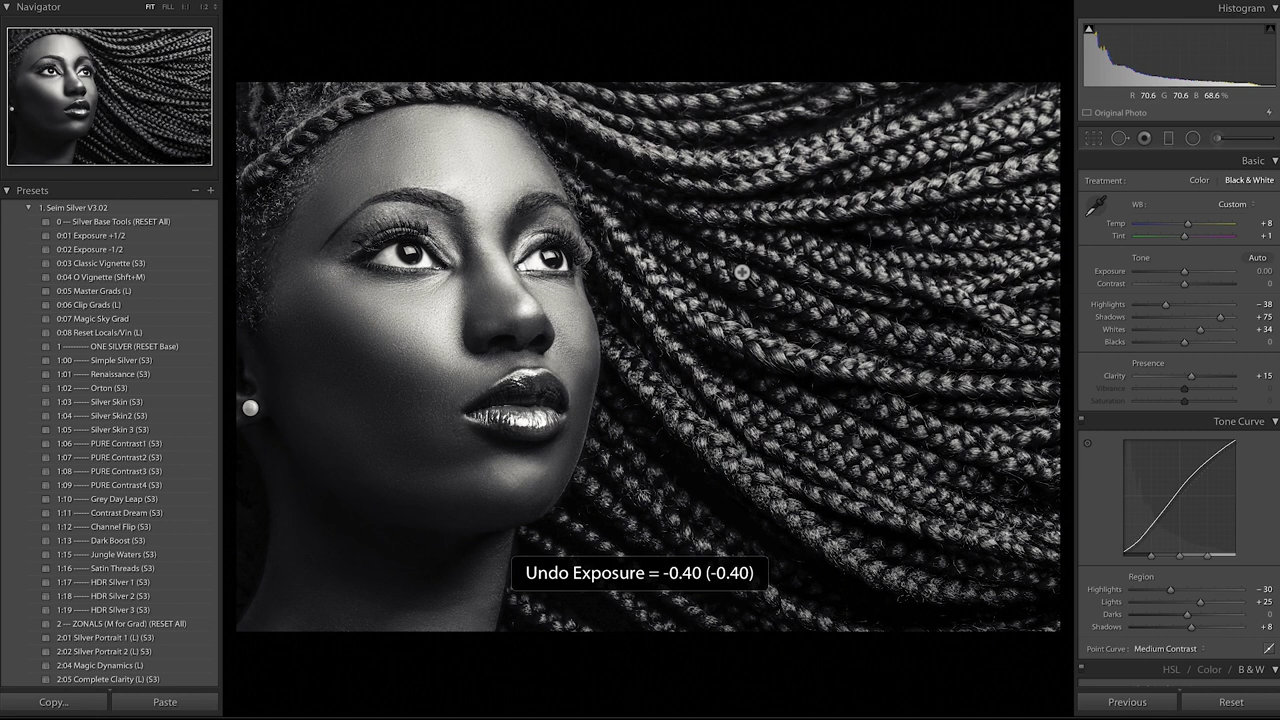 Navigator FIT FILL 1:1 1:2
Presets − +
1. Seim Silver V3.02
0 — Silver Base Tools (RESET All)
0:01 Exposure +1/2
0:02 Exposure -1/2
0:03 Classic Vignette (S3)
0:04 O Vignette (Shft+M)
0:05 Master Grads (L)
0:06 Clip Grads (L)
0:07 Magic Sky Grad
0:08 Reset Locals/Vin (L)
1 ---------- ONE SILVER (RESET Base)
1:00 ------ Simple Silver (S3)
1:01 ------ Renaissance (S3)
1:02 ------ Orton (S3)
1:03 ------ Silver Skin (S3)
1:04 ------ Silver Skin2 (S3)
1:05 ------ Silver Skin 3 (S3)
1:06 ------ PURE Contrast1 (S3)
1:07 ------ PURE Contrast2 (S3)
1:08 ------ PURE Contrast3 (S3)
1:09 ------ PURE Contrast4 (S3)
1:10 ------ Grey Day Leap (S3)
1:11 ------ Contrast Dream (S3)
1:12 ------ Channel Flip (S3)
1:13 ------ Dark Boost (S3)
1:15 ------ Jungle Waters (S3)
1:16 ------ Satin Threads (S3)
1:17 ------ HDR Silver 1 (S3)
1:18 ------ HDR Silver 2 (S3)
1:19 ------ HDR Silver 3 (S3)
2 — ZONALS (M for Grad) (RESET All)
2:01 Silver Portrait 1 (L) (S3)
2:02 Silver Portrait 2 (L) S3)
2:04 Magic Dynamics (L)
2:05 Complete Clarity (L) (S3)
Copy... Paste
Undo Exposure = -0.40 (-0.40)
Histogram
R 70.6 G 70.6 B 68.6 %
Original Photo
Basic
Treatment : Color Black & White
WB : Custom
Temp + 8
Tint + 1
Tone Auto
Exposure 0.00
Contrast 0
Highlights − 38
Shadows + 75
Whites + 34
Blacks 0
Presence
Clarity + 15
Vibrance 0
Saturation 0
Tone Curve
Region
Highlights − 30
Lights + 25
Darks 0
Shadows + 8
Point Curve : Medium Contrast
HSL / Color / B & W
Previous Reset